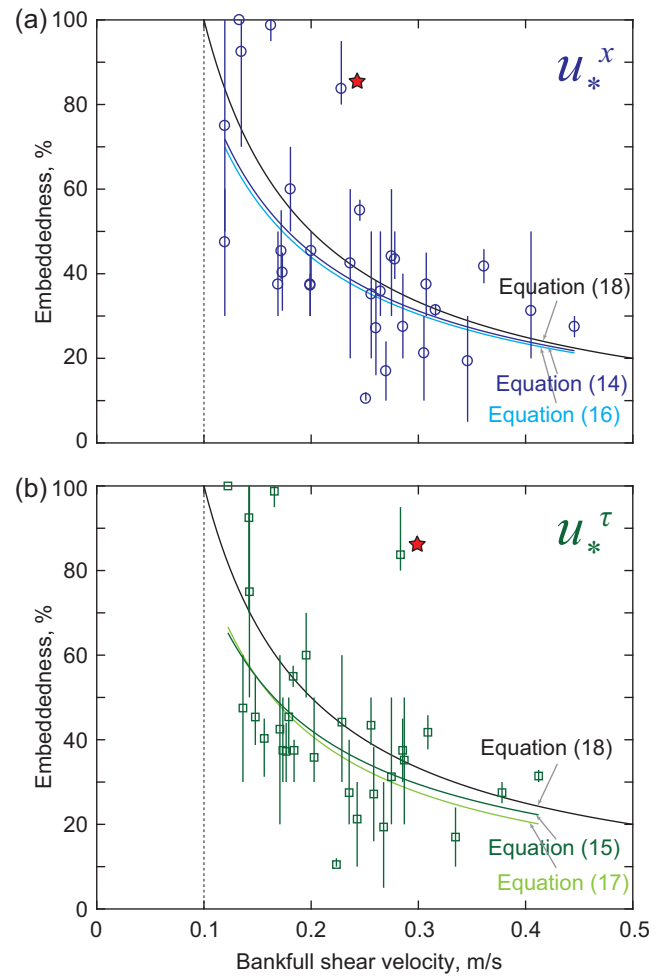 (a)
u*x
100
80
60
40
20
0
Embeddedness, %
Equation (18)
Equation (14)
Equation (16)
(b)
u*τ
100
80
60
40
20
0
Embeddedness, %
Equation (18)
Equation (15)
Equation (17)
0 0.1 0.2 0.3 0.4 0.5
Bankfull shear velocity, m/s